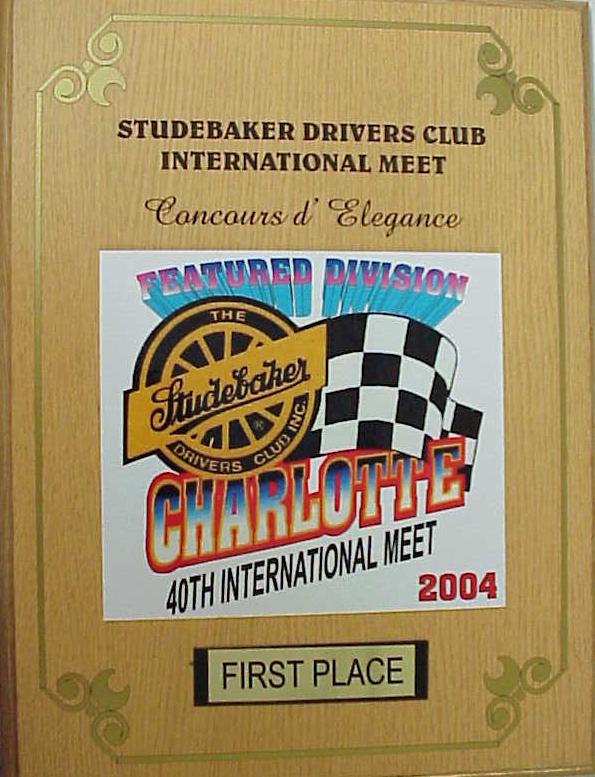 STUDEBAKER DRIVERS CLUB
INTERNATIONAL MEET
Concours d' Elegance
FEATURED DIVISION
THE
Studebaker
®
DRIVERS CLUB INC.
CHARLOTTE
40TH INTERNATIONAL MEET
2004
FIRST PLACE